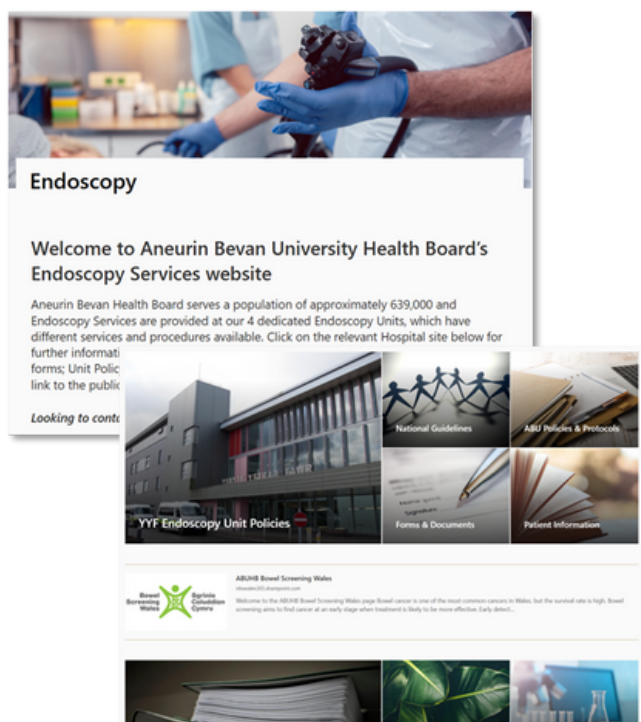 Endoscopy
Welcome to Aneurin Bevan University Health Board's
Endoscopy Services website
Aneurin Bevan Health Board serves a population of approximately 639,000 and
Endoscopy Services are provided at our 4 dedicated Endoscopy Units, which have
different services and procedures available. Click on the relevant Hospital site below for
further informati
forms; Unit Polic
link to the public
Looking to conta
National Guidelines
ABU Policies & Protocols
YYF Endoscopy Unit Policies
Forms & Documents
Patient Information
Bowel Screening Wales
Sgrinio Coluddion Cymru
ABUHB Bowel Screening Wales
Welcome to the ABUHB Bowel Screening Wales page Bowel cancer is one of the most common cancers in Wales, but the survival rate is high. Bowel
screening aims to find cancer at an early stage when treatment is likely to be more effective. Early detect...